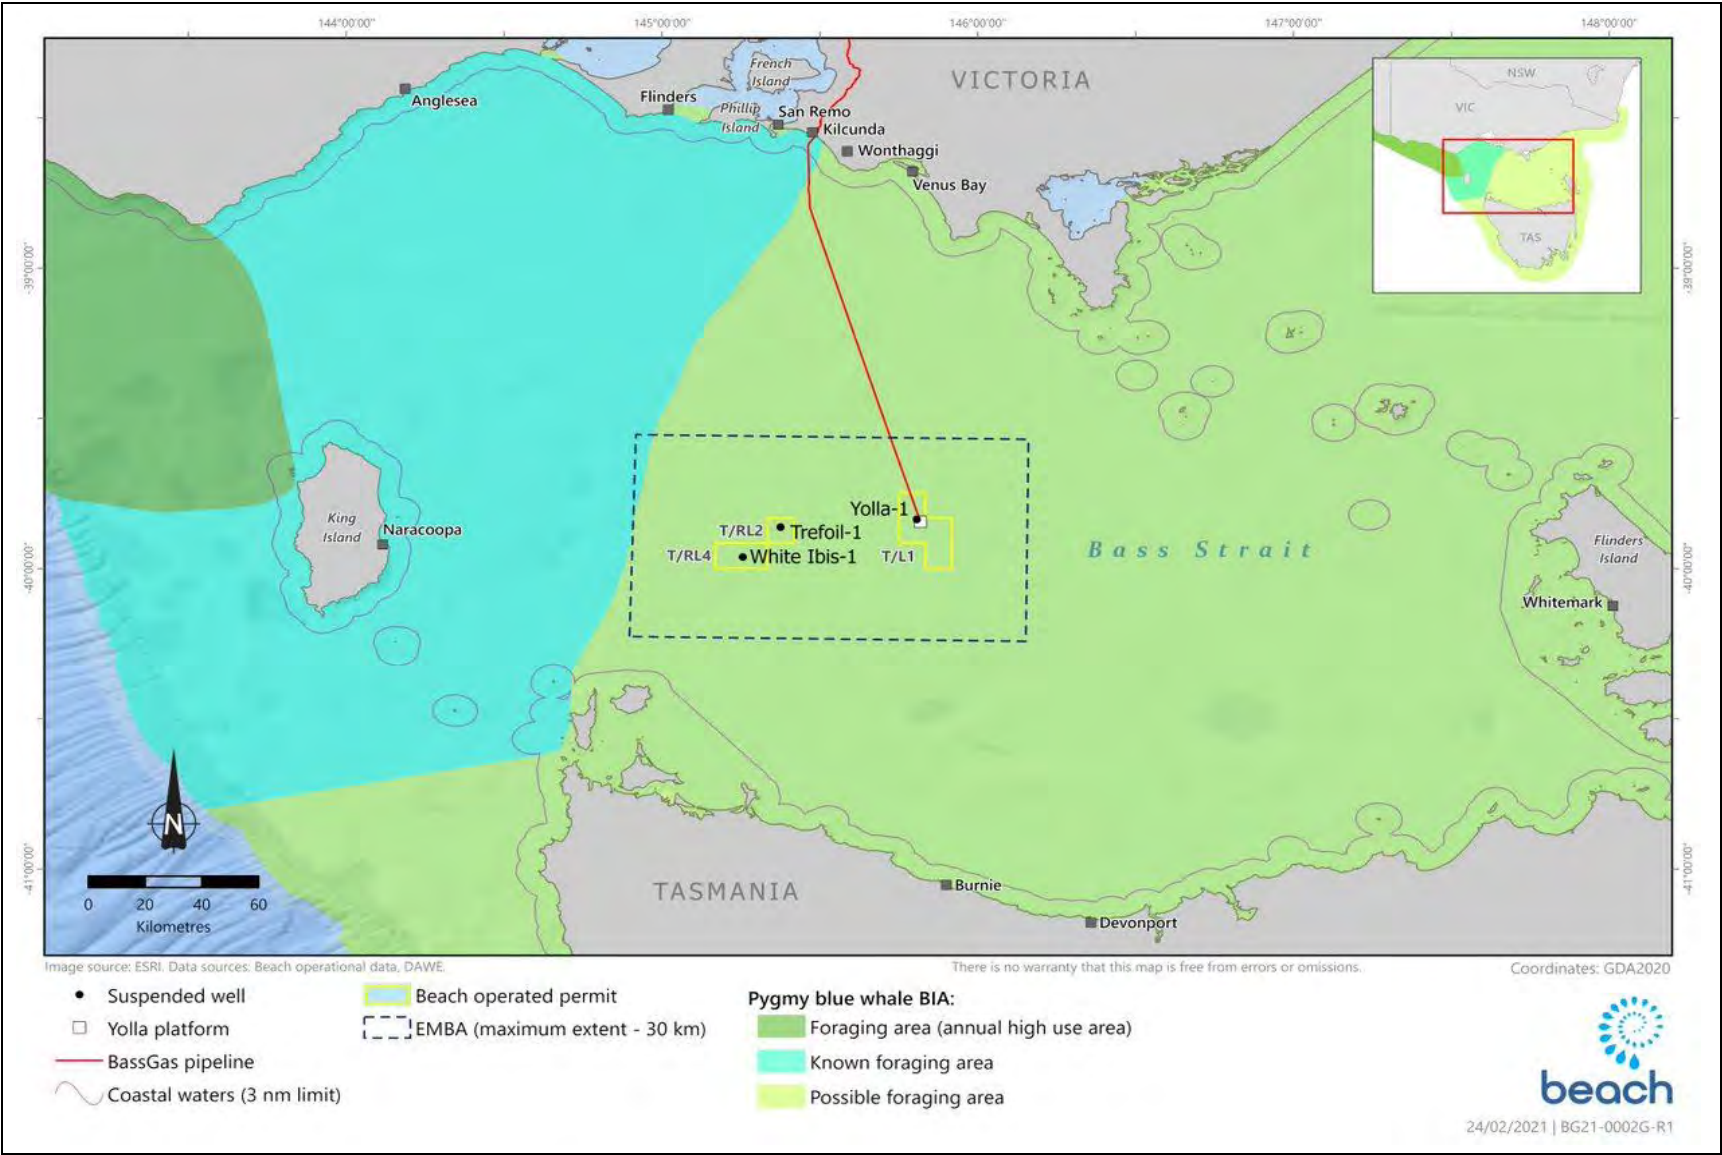 144°00'00"
145°00'00"
146°00'00"
147°00'00"
148°00'00"
-39°00'00"
-40°00'00"
-41°00'00"
-39°00'00"
-40°00'00"
-41°00'00"
VICTORIA
French
Island
Anglesea
Flinders
Phillip
Island
San Remo
Kilcunda
Wonthaggi
Venus Bay
NSW
VIC
TAS
King
Island
Naracoopa
Yolla-1
T/RL2
Trefoil-1
T/RL4
White Ibis-1
T/L1
Bass Strait
Flinders
Island
Whitemark
N
0 20 40 60
Kilometres
TASMANIA
Burnie
Devonport
Image source: ESRI. Data sources: Beach operational data, DAWE.
There is no warranty that this map is free from errors or omissions.
Coordinates: GDA2020
Suspended well
Yolla platform
BassGas pipeline
Coastal waters (3 nm limit)
Beach operated permit
EMBA (maximum extent - 30 km)
Pygmy blue whale BIA:
Foraging area (annual high use area)
Known foraging area
Possible foraging area
beach
24/02/2021 | BG21-0002G-R1